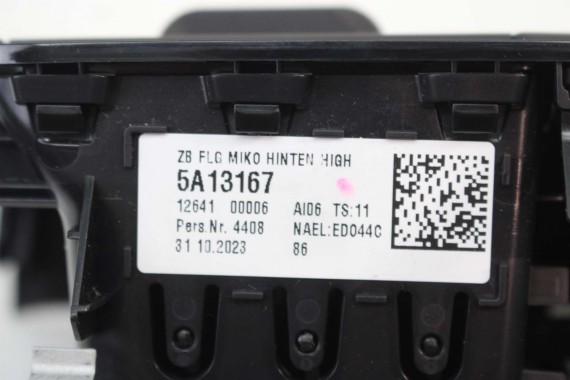 ZB FLG MIKO HINTEN HIGH
5A13167
12641 00006 AI06 TS:11
Pers.Nr. 4408 NAEL:ED044C
31.10.2023 86